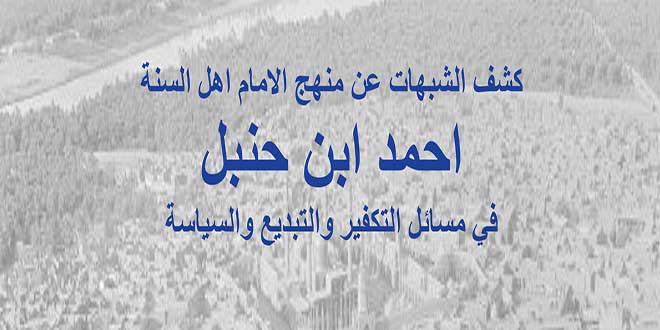 كشف الشبهات عن منهج الامام اهل السنة
احمد ابن حنبل
في مسائل التكفير والتبديع والسياسة